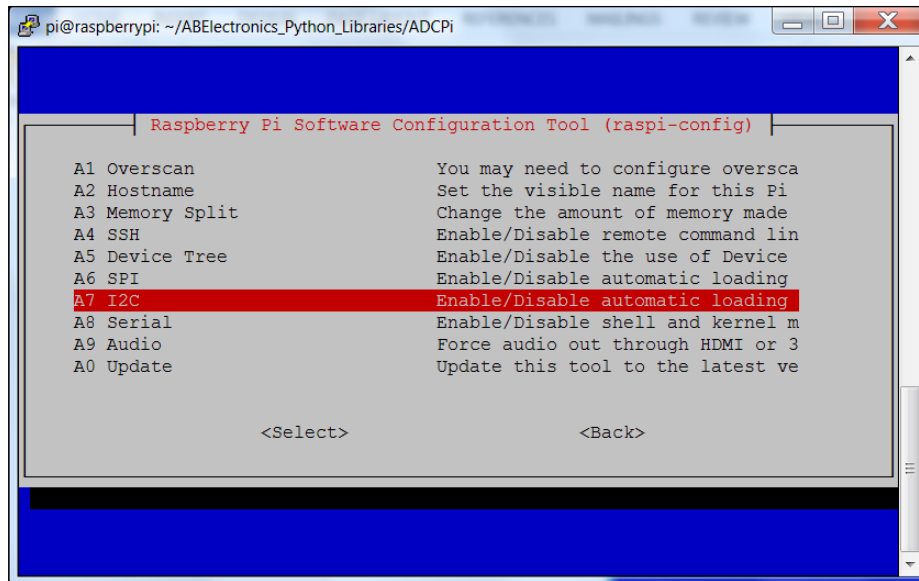 REFERENCES MAILINGS REVIEW
pi@raspberrypi: ~/ABElectronics_Python_Libraries/ADCPi
Raspberry Pi Software Configuration Tool (raspi-config)
A1 Overscan You may need to configure oversca
A2 Hostname Set the visible name for this Pi
A3 Memory Split Change the amount of memory made
A4 SSH Enable/Disable remote command lin
A5 Device Tree Enable/Disable the use of Device
A6 SPI Enable/Disable automatic loading
A7 I2C Enable/Disable automatic loading
A8 Serial Enable/Disable shell and kernel m
A9 Audio Force audio out through HDMI or 3
A0 Update Update this tool to the latest ve
<Select> <Back>